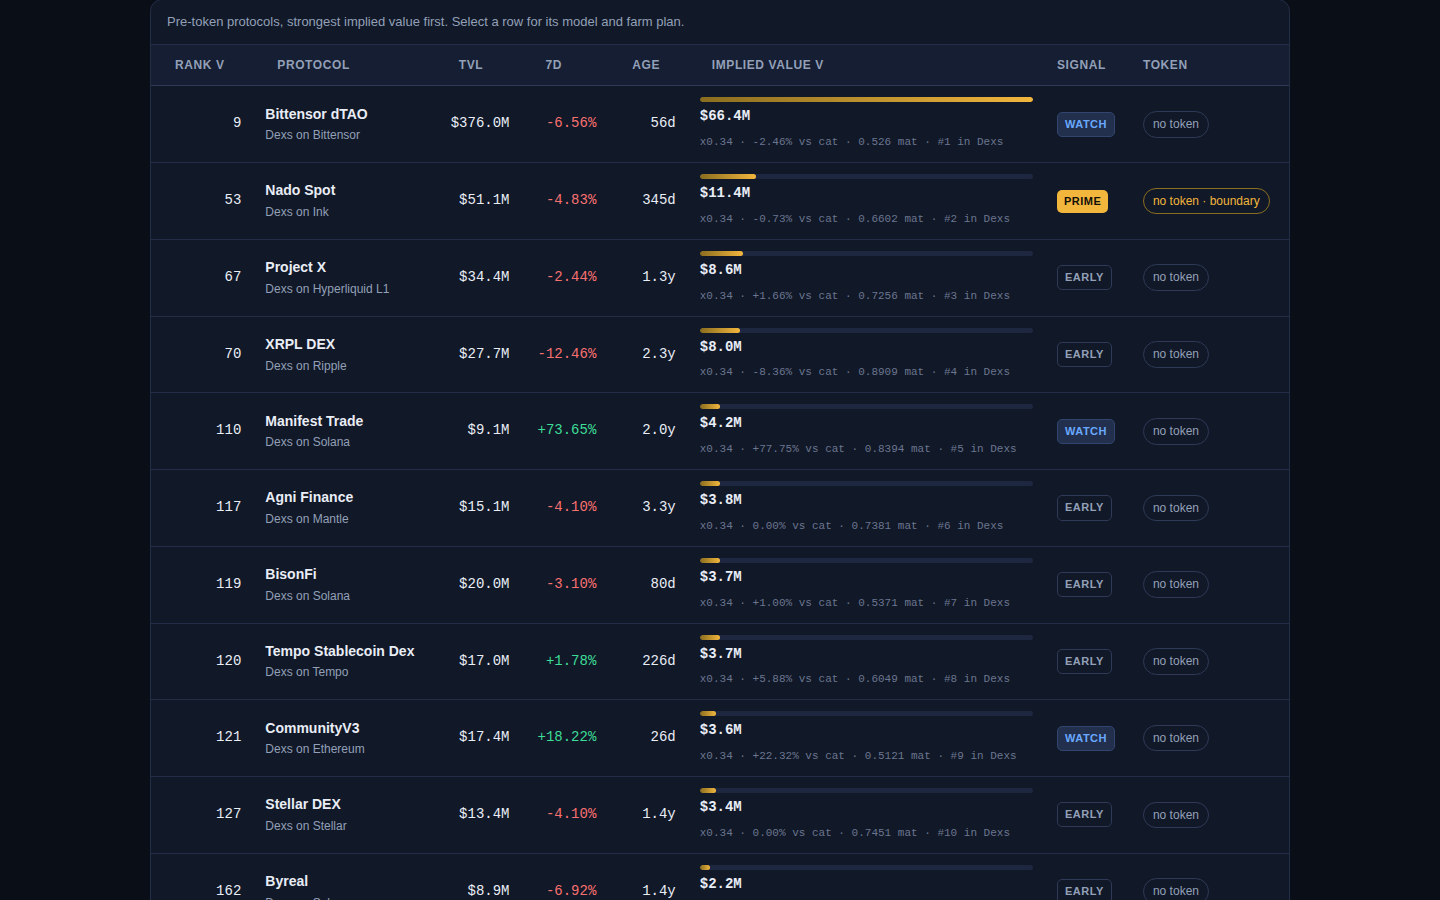 Pre-token protocols, strongest implied value first. Select a row for its model and farm plan.
RANK V PROTOCOL TVL 7D AGE IMPLIED VALUE V SIGNAL TOKEN
9 Bittensor dTAO $376.0M -6.56% 56d $66.4M WATCH no token
Dexs on Bittensor x0.34 · -2.46% vs cat · 0.526 mat · #1 in Dexs
53 Nado Spot $51.1M -4.83% 345d $11.4M PRIME no token · boundary
Dexs on Ink x0.34 · -0.73% vs cat · 0.6602 mat · #2 in Dexs
67 Project X $34.4M -2.44% 1.3y $8.6M EARLY no token
Dexs on Hyperliquid L1 x0.34 · +1.66% vs cat · 0.7256 mat · #3 in Dexs
70 XRPL DEX $27.7M -12.46% 2.3y $8.0M EARLY no token
Dexs on Ripple x0.34 · -8.36% vs cat · 0.8909 mat · #4 in Dexs
110 Manifest Trade $9.1M +73.65% 2.0y $4.2M WATCH no token
Dexs on Solana x0.34 · +77.75% vs cat · 0.8394 mat · #5 in Dexs
117 Agni Finance $15.1M -4.10% 3.3y $3.8M EARLY no token
Dexs on Mantle x0.34 · 0.00% vs cat · 0.7381 mat · #6 in Dexs
119 BisonFi $20.0M -3.10% 80d $3.7M EARLY no token
Dexs on Solana x0.34 · +1.00% vs cat · 0.5371 mat · #7 in Dexs
120 Tempo Stablecoin Dex $17.0M +1.78% 226d $3.7M EARLY no token
Dexs on Tempo x0.34 · +5.88% vs cat · 0.6049 mat · #8 in Dexs
121 CommunityV3 $17.4M +18.22% 26d $3.6M WATCH no token
Dexs on Ethereum x0.34 · +22.32% vs cat · 0.5121 mat · #9 in Dexs
127 Stellar DEX $13.4M -4.10% 1.4y $3.4M EARLY no token
Dexs on Stellar x0.34 · 0.00% vs cat · 0.7451 mat · #10 in Dexs
162 Byreal $8.9M -6.92% 1.4y $2.2M EARLY no token